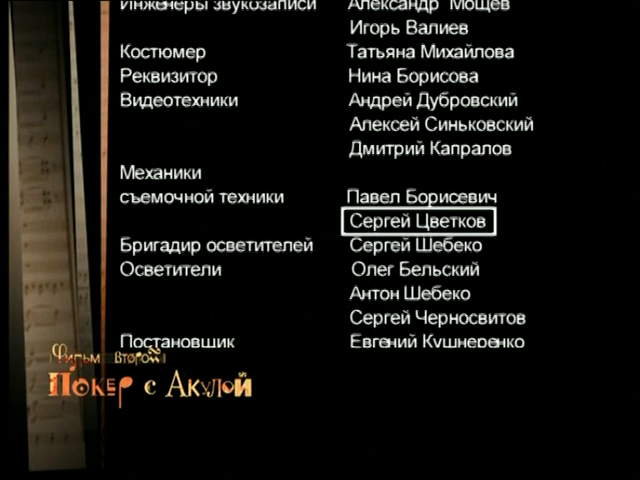 Инженеры звукозаписи Александр Мощев
Игорь Валиев
Костюмер Татьяна Михайлова
Реквизитор Нина Борисова
Видеотехники Андрей Дубровский
Алексей Синьковский
Дмитрий Капралов
Механики
съемочной техники Павел Борисевич
Сергей Цветков
Бригадир осветителей Сергей Шебеко
Осветители Олег Бельский
Антон Шебеко
Сергей Черносвитов
Постановщик Евгений Кушнеренко
Фильм второй
Покер с Акулой